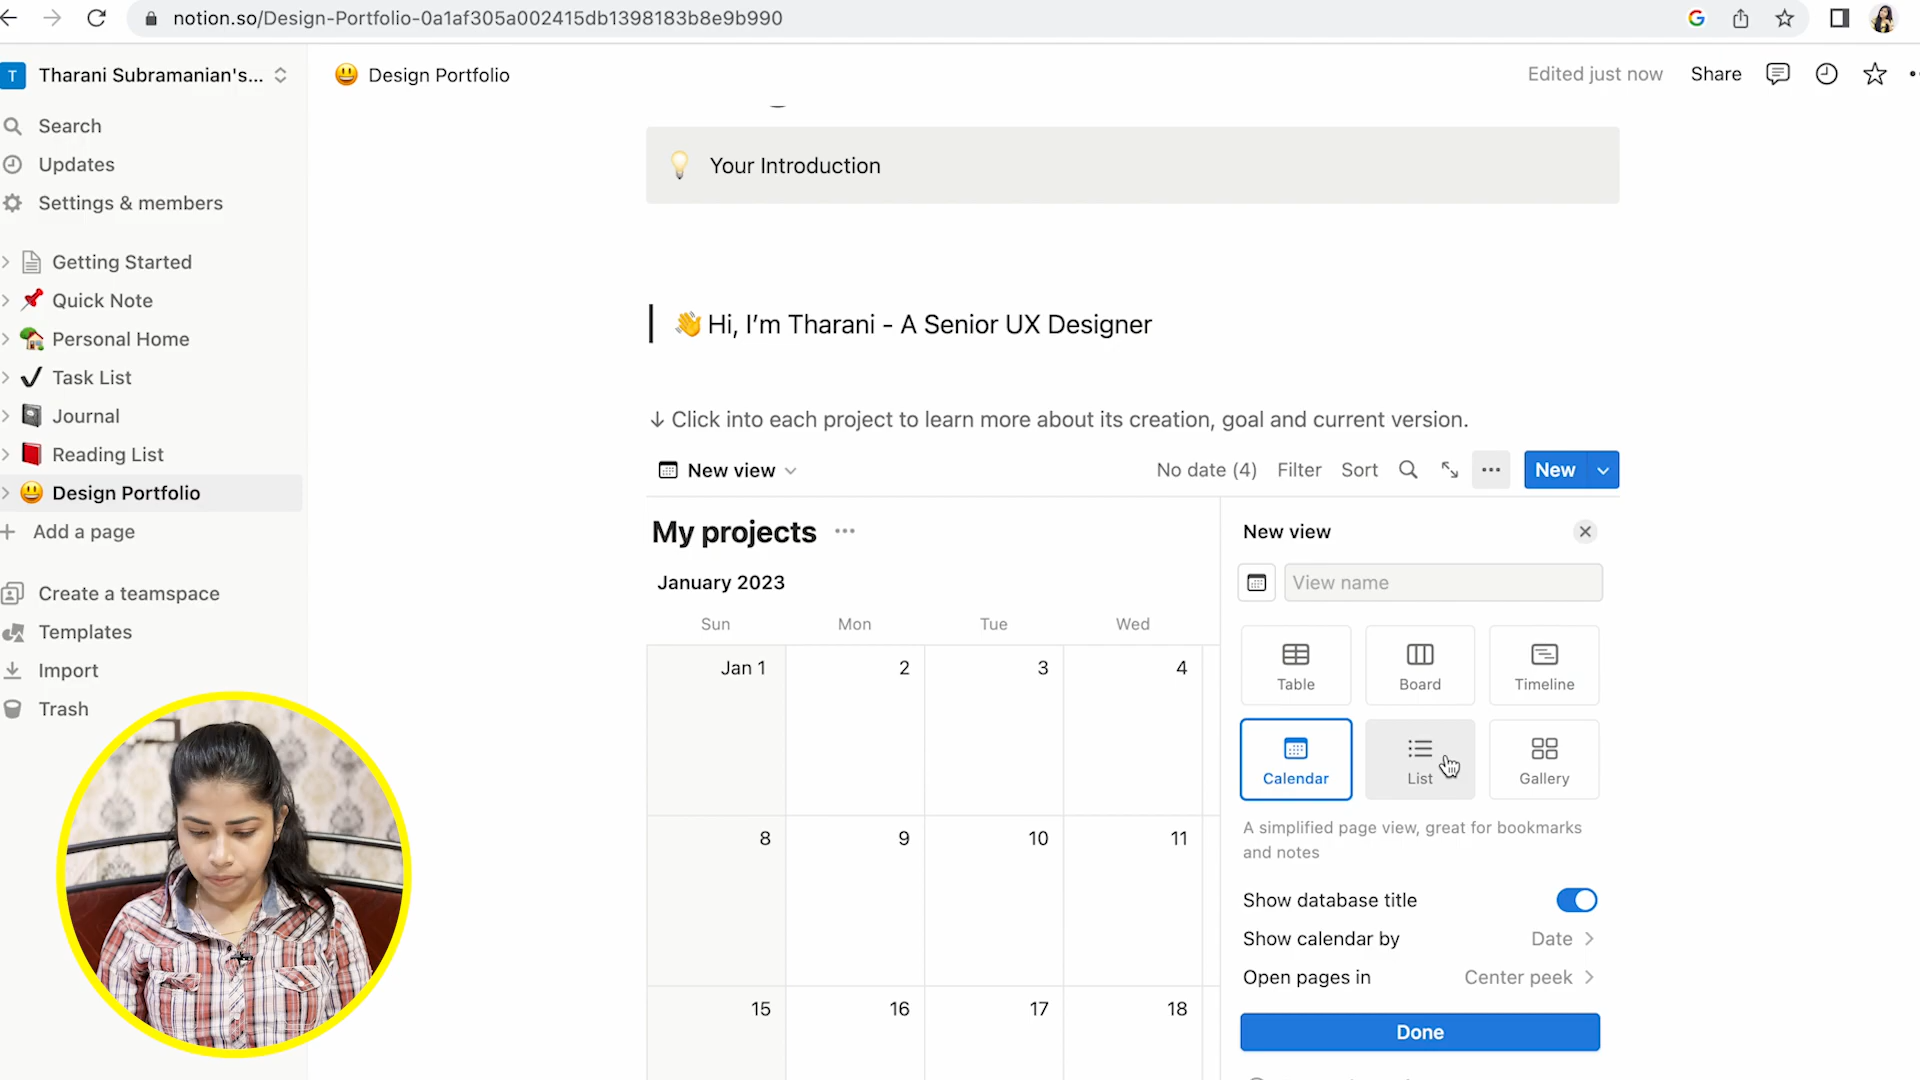 notion.so/Design-Portfolio-0a1af305a002415db1398183b8e9b990
G
T Tharani Subramanian's...
Design Portfolio
Edited just now
Share
Search
Updates
Settings & members
Getting Started
Quick Note
Personal Home
Task List
Journal
Reading List
Design Portfolio
Add a page
Create a teamspace
Templates
Import
Trash
Your Introduction
Hi, I'm Tharani - A Senior UX Designer
↓ Click into each project to learn more about its creation, goal and current version.
New view
No date (4) Filter Sort
New
My projects
January 2023
Sun Mon Tue Wed
Jan 1 2 3 4
8 9 10 11
15 16 17 18
New view
View name
Table Board Timeline
Calendar List Gallery
A simplified page view, great for bookmarks
and notes
Show database title
Show calendar by Date
Open pages in Center peek
Done